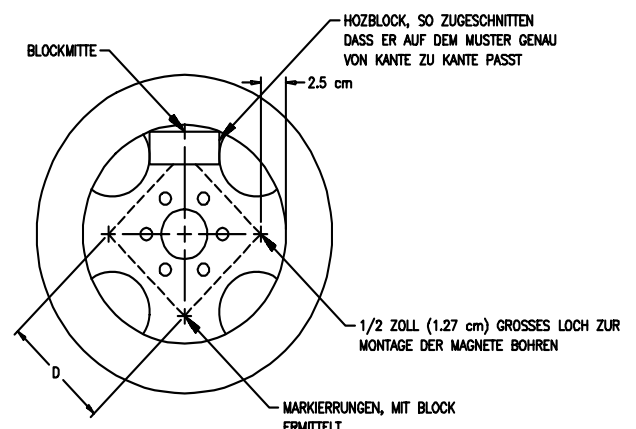 HOZBLOCK, SO ZUGESCHNITTEN
DASS ER AUF DEM MUSTER GENAU
VON KANTE ZU KANTE PASST
BLOCKMITTE
2.5 cm
1/2 ZOLL (1.27 cm) GROSSES LOCH ZUR
MONTAGE DER MAGNETE BOHREN
D
MARKIERRUNGEN, MIT BLOCK
ERMITTELT